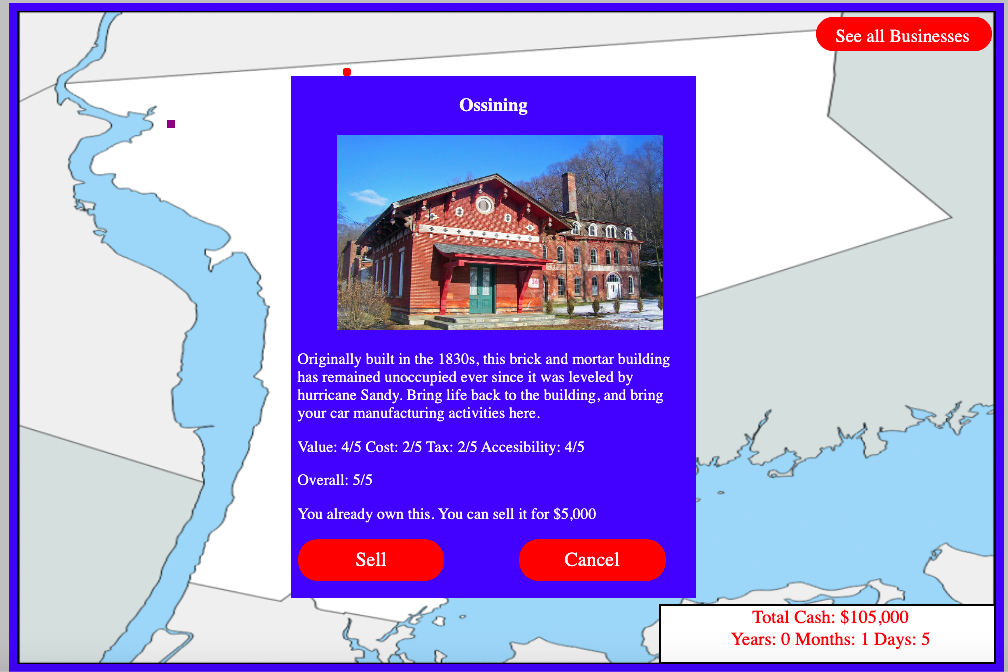 See all Businesses
Ossining
Originally built in the 1830s, this brick and mortar building
has remained unoccupied ever since it was leveled by
hurricane Sandy. Bring life back to the building, and bring
your car manufacturing activities here.
Value: 4/5 Cost: 2/5 Tax: 2/5 Accesibility: 4/5
Overall: 5/5
You already own this. You can sell it for $5,000
Sell
Cancel
Total Cash: $105,000
Years: 0 Months: 1 Days: 5